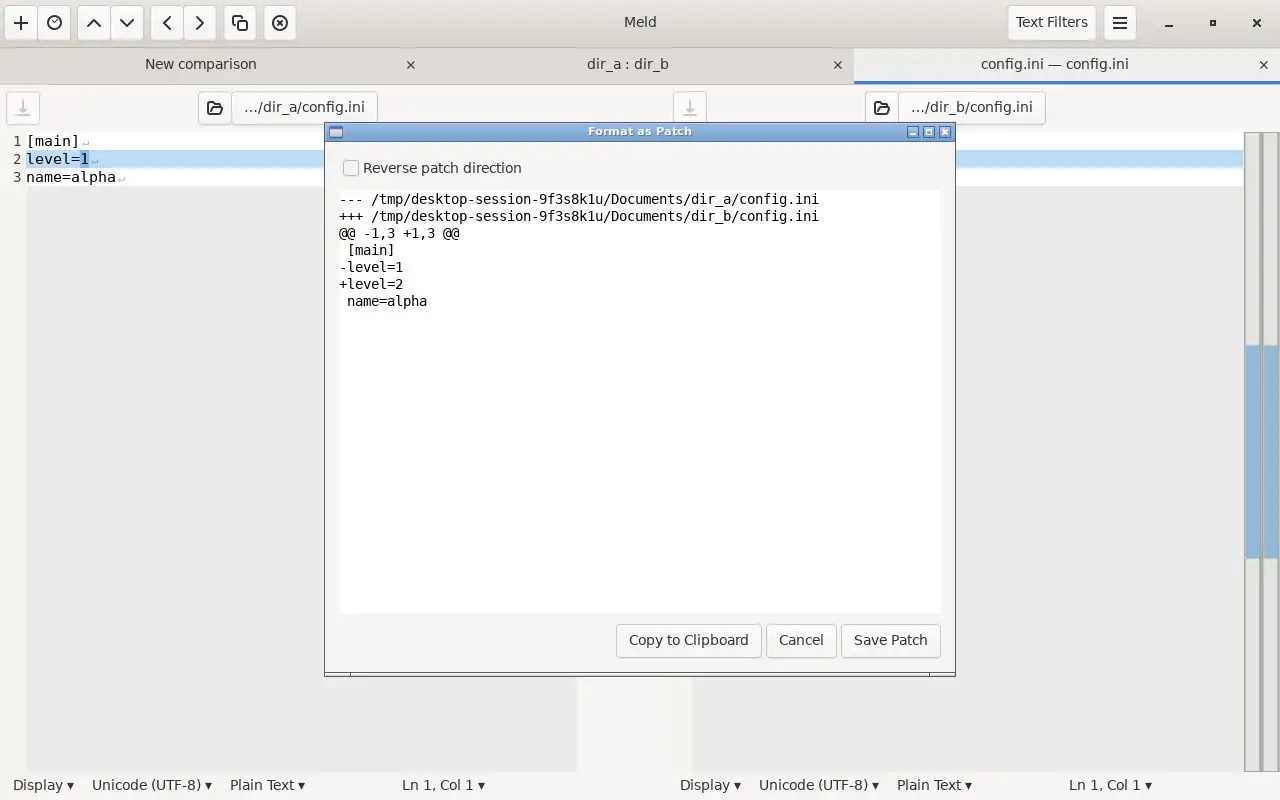 Meld
Text Filters
New comparison
dir_a : dir_b
config.ini — config.ini
.../dir_a/config.ini
.../dir_b/config.ini
Format as Patch
1 [main]
2 level=1
3 name=alpha
Reverse patch direction
--- /tmp/desktop-session-9f3s8k1u/Documents/dir_a/config.ini
+++ /tmp/desktop-session-9f3s8k1u/Documents/dir_b/config.ini
@@ -1,3 +1,3 @@
 [main]
-level=1
+level=2
 name=alpha
Copy to Clipboard
Cancel
Save Patch
Display ▾ Unicode (UTF-8) ▾ Plain Text ▾ Ln 1, Col 1 ▾
Display ▾ Unicode (UTF-8) ▾ Plain Text ▾ Ln 1, Col 1 ▾